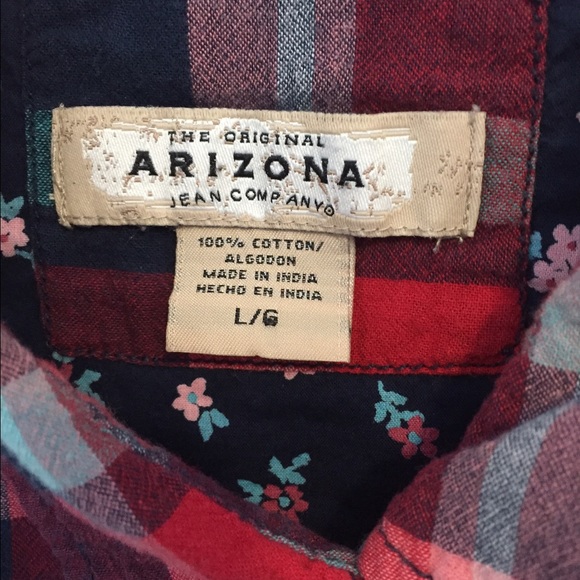 THE ORIGINAL
ARIZONA
JEAN COMPANY®
100% COTTON/
ALGODON
MADE IN INDIA
HECHO EN INDIA
L/G